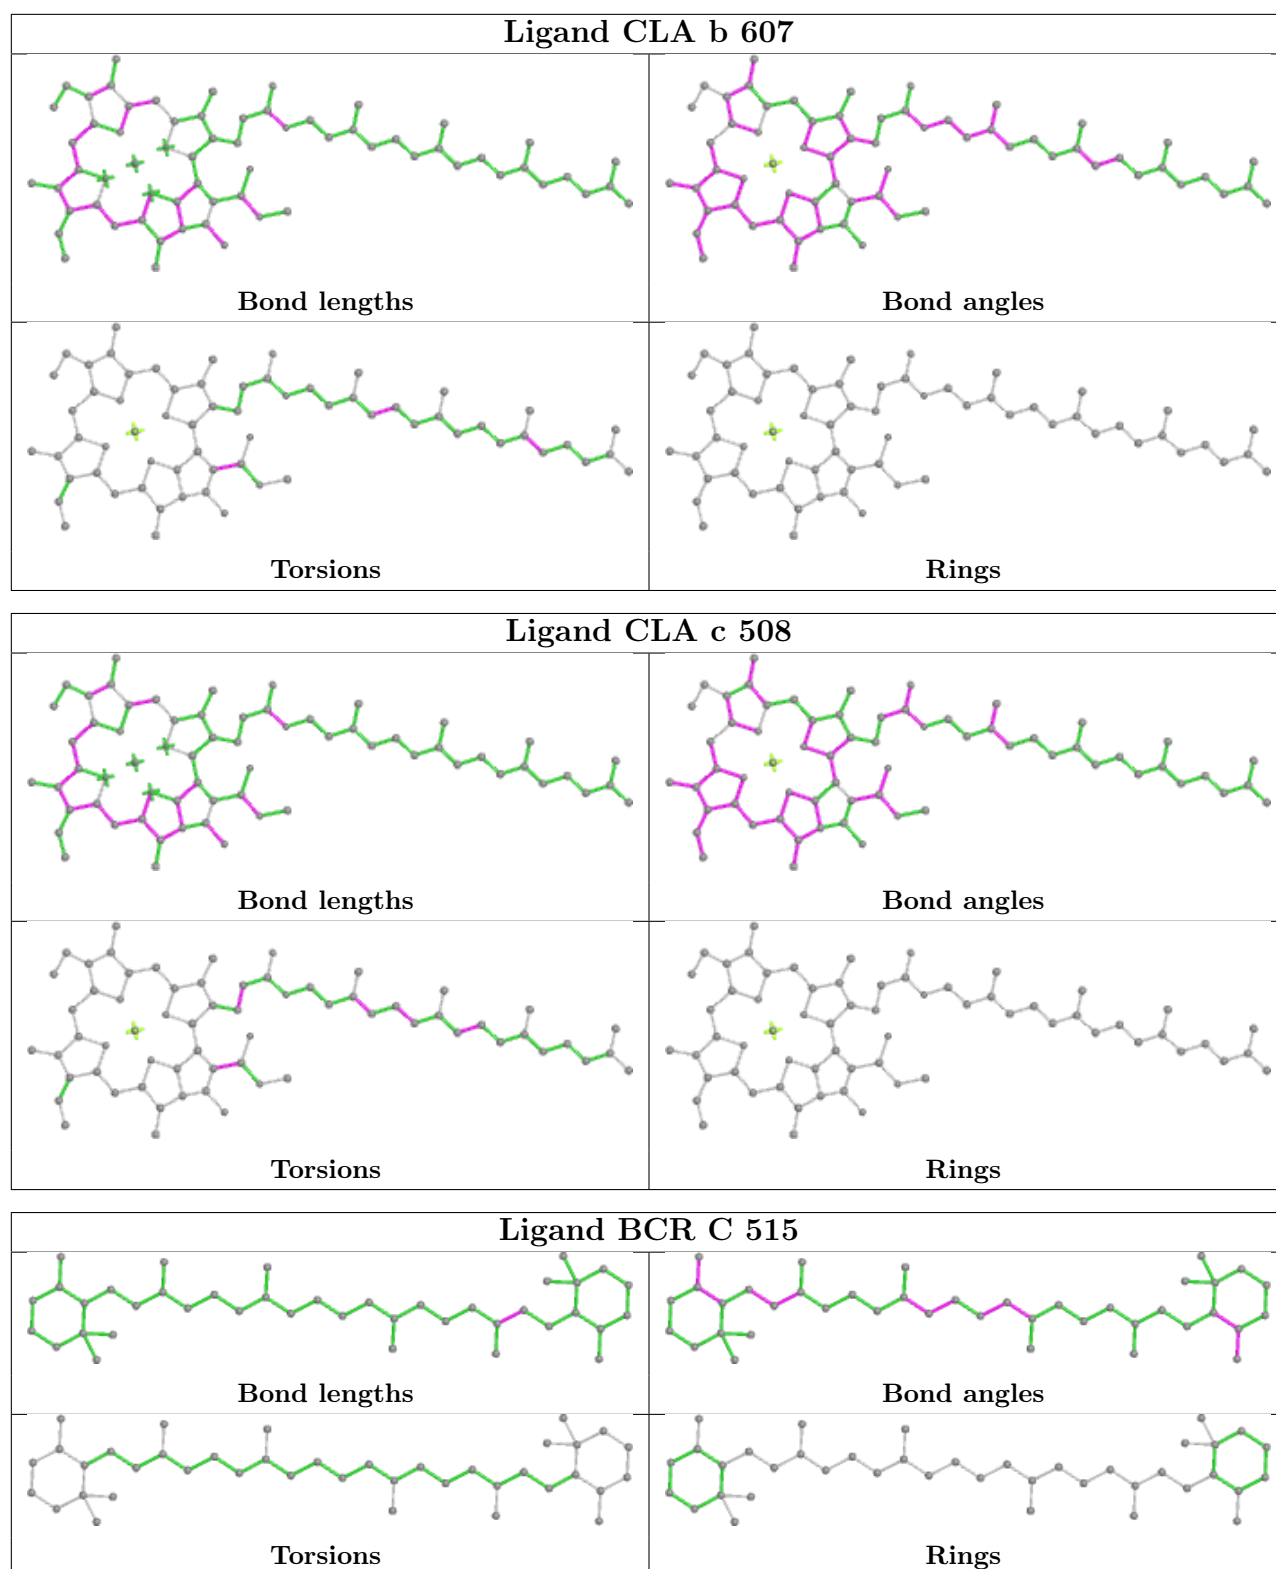 Ligand CLA b 607
Bond lengths
Bond angles
Torsions
Rings
Ligand CLA c 508
Bond lengths
Bond angles
Torsions
Rings
Ligand BCR C 515
Bond lengths
Bond angles
Torsions
Rings